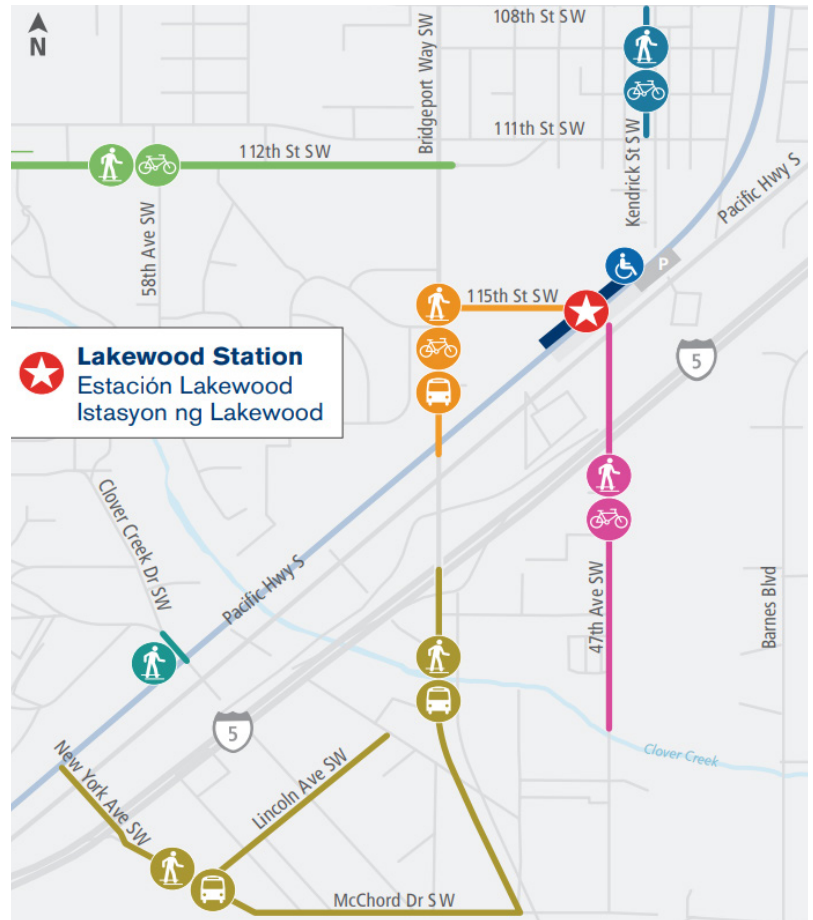 N
108th St SW
Bridgeport Way SW
111th St SW
Kendrick St SW
112th St SW
Pacific Hwy S
58th Ave SW
P
115th St SW
5
Lakewood Station
Estación Lakewood
Istasyon ng Lakewood
Clover Creek Dr SW
Pacific Hwy S
47th Ave SW
Barnes Blvd
5
Clover Creek
New York Ave SW
Lincoln Ave SW
McChord Dr SW